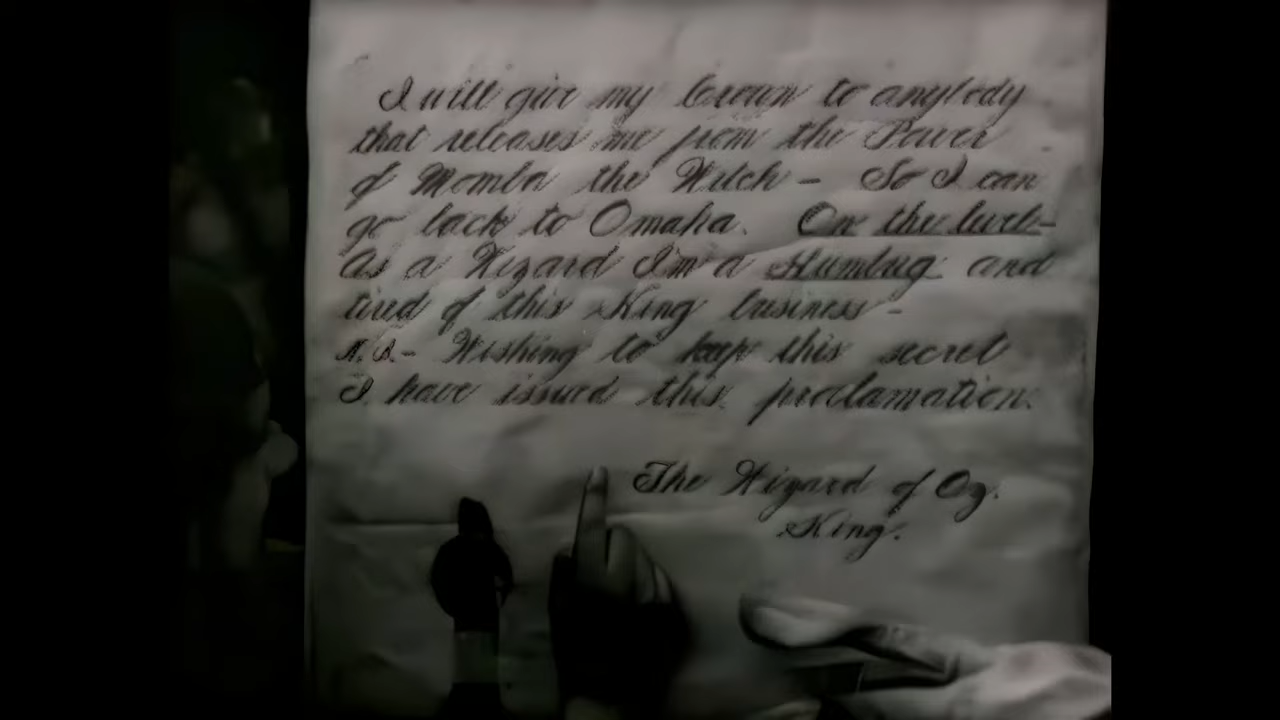 I will give my Crown to anybody
that releases me from the Power
of Momba the Witch - So I can
go back to Omaha. On the level -
As a Wizard I'm a Humbug and
tired of this King business -
N.B. - Wishing to keep this secret
I have issued this proclamation.
The Wizard of Oz.
King.